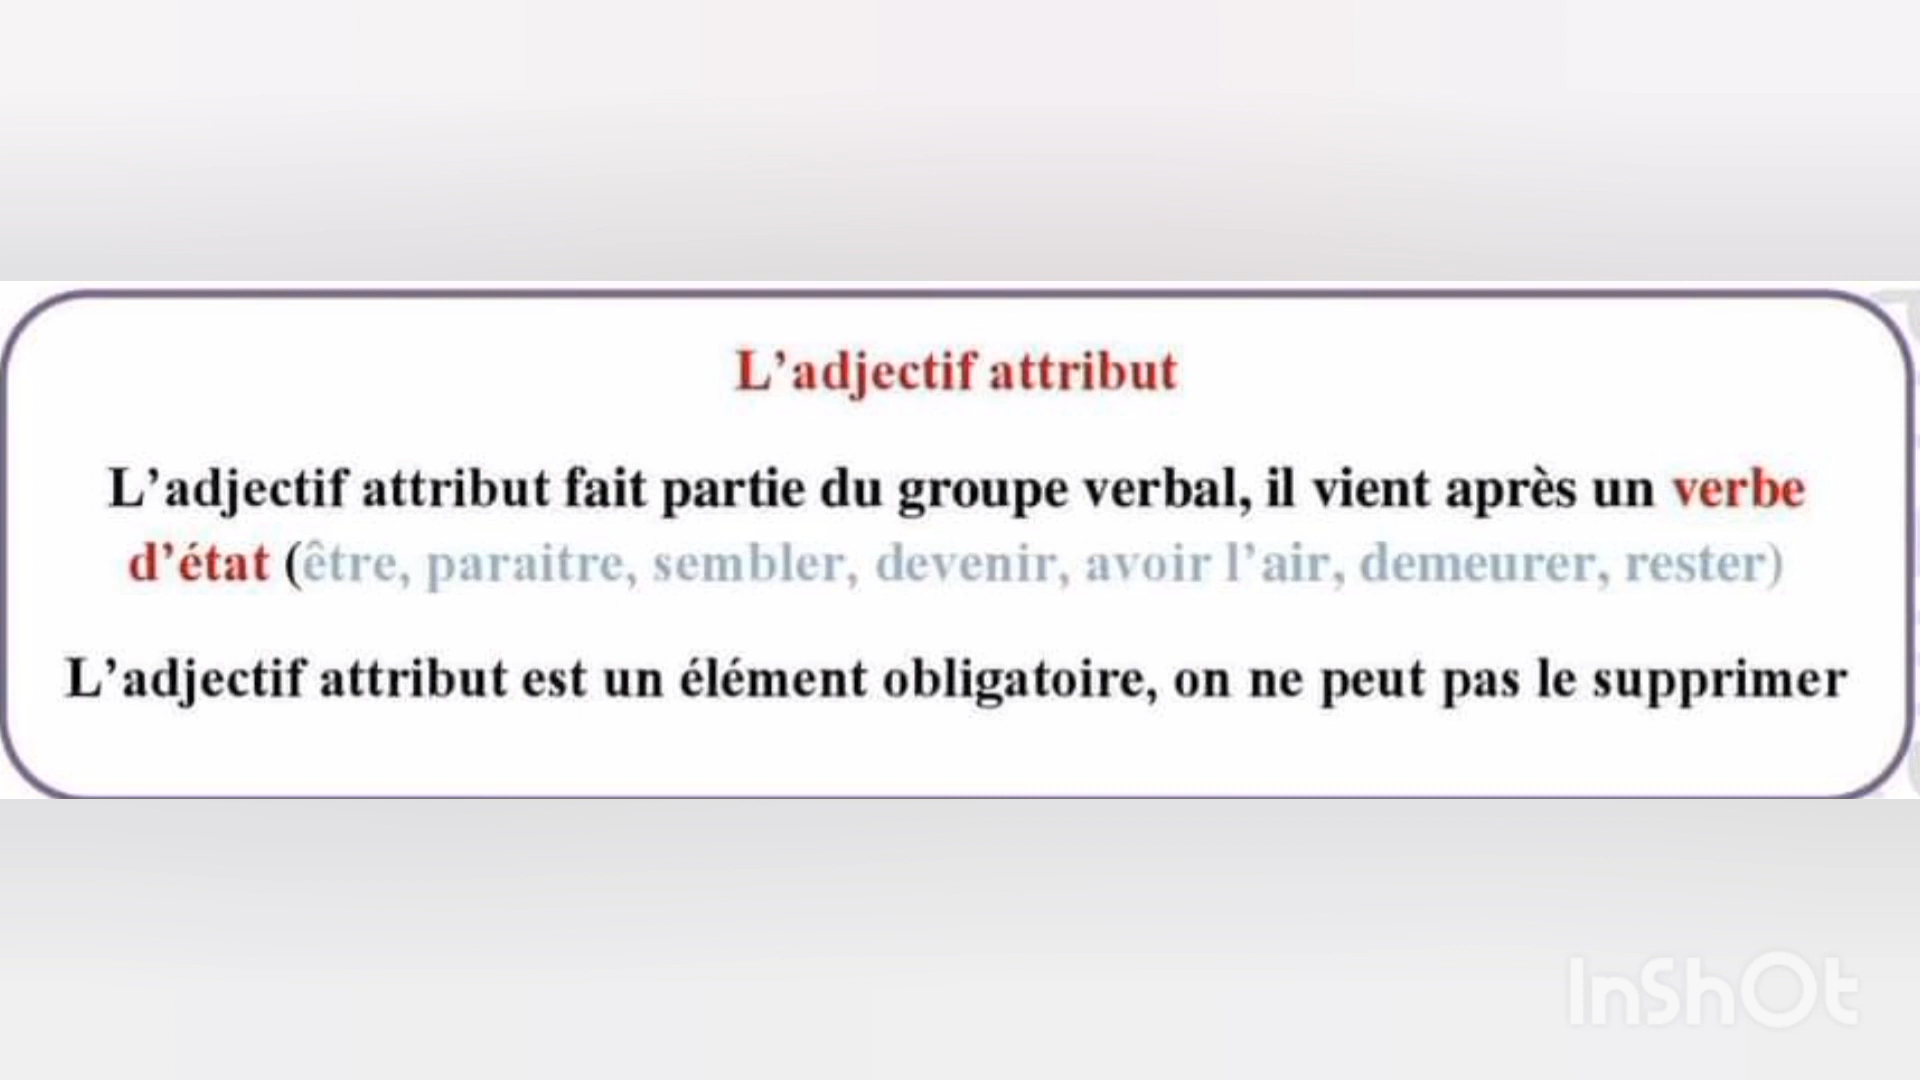 L’adjectif attribut
L’adjectif attribut fait partie du groupe verbal, il vient après un verbe
d’état (être, paraitre, sembler, devenir, avoir l’air, demeurer, rester)
L’adjectif attribut est un élément obligatoire, on ne peut pas le supprimer
InShOt